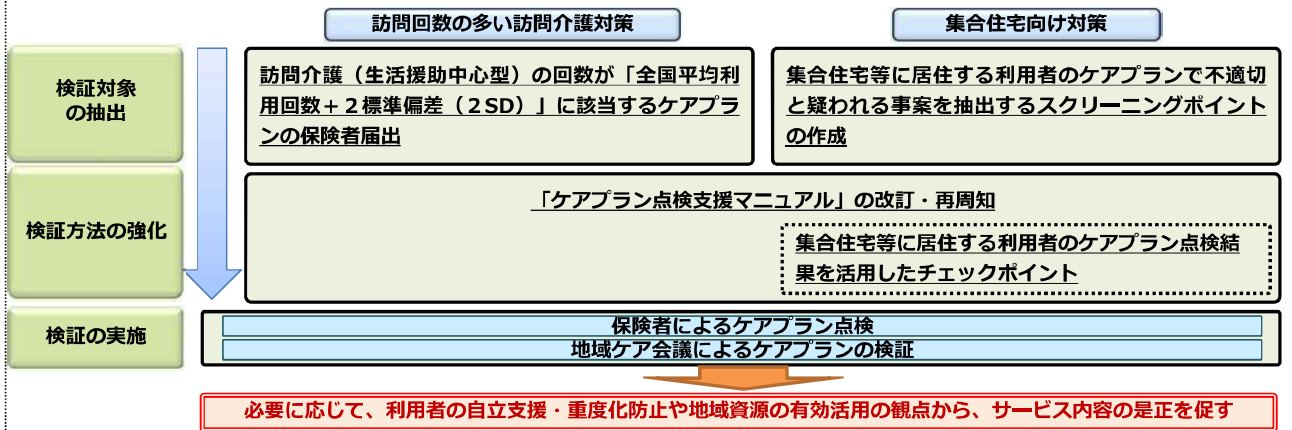 訪問回数の多い訪問介護対策
集合住宅向け対策
検証対象
の抽出
訪問介護（生活援助中心型）の回数が「全国平均利
用回数＋２標準偏差（２SD）」に該当するケアプラ
ンの保険者届出
集合住宅等に居住する利用者のケアプランで不適切
と疑われる事案を抽出するスクリーニングポイント
の作成
検証方法の強化
「ケアプラン点検支援マニュアル」の改訂・再周知
集合住宅等に居住する利用者のケアプラン点検結
果を活用したチェックポイント
検証の実施
保険者によるケアプラン点検
地域ケア会議によるケアプランの検証
必要に応じて、利用者の自立支援・重度化防止や地域資源の有効活用の観点から、サービス内容の是正を促す